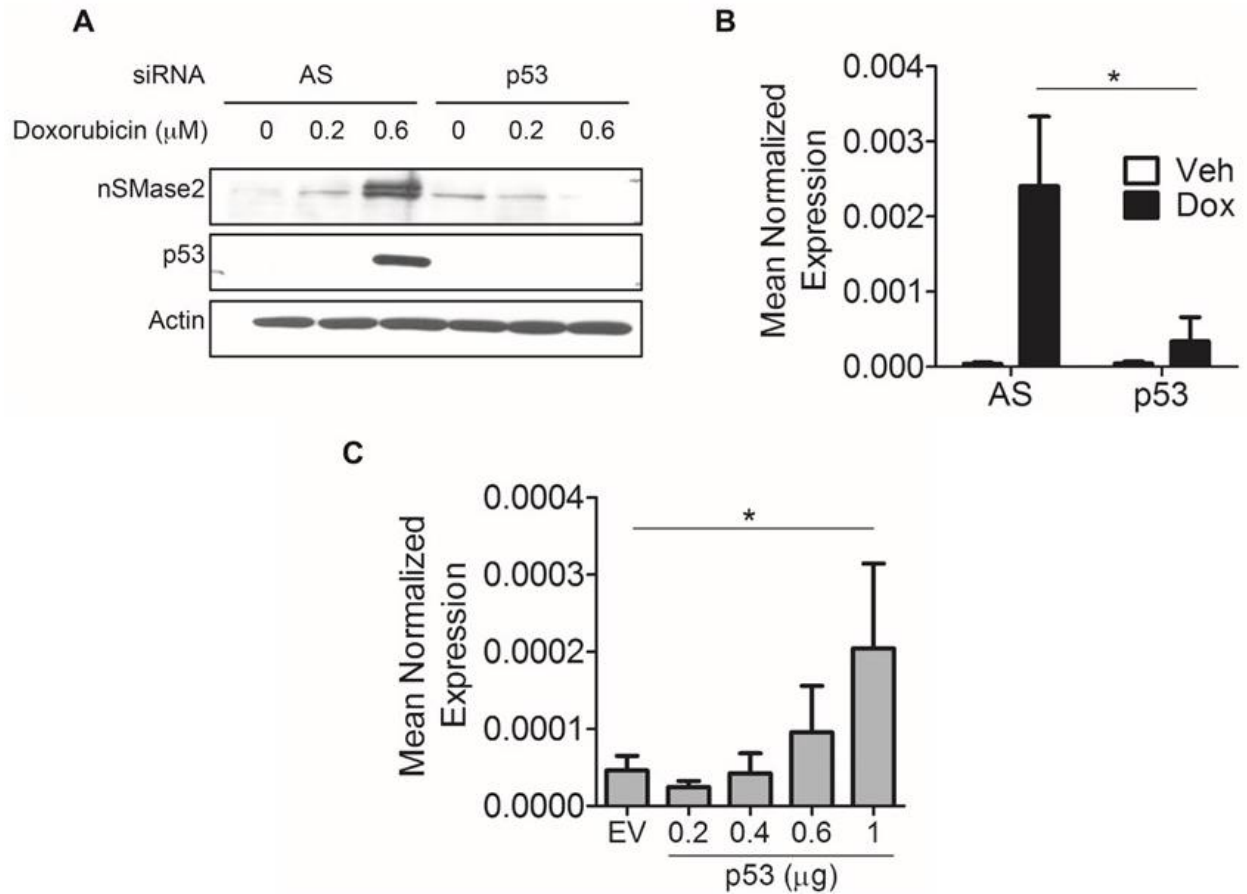 A
siRNA AS p53
Doxorubicin (μM) 0 0.2 0.6 0 0.2 0.6
nSMase2
p53
Actin
B
Mean Normalized
Expression
0.004
0.003
0.002
0.001
0.000
*
Veh
Dox
AS p53
C
Mean Normalized
Expression
0.0004
0.0003
0.0002
0.0001
0.0000
*
EV 0.2 0.4 0.6 1
p53 (μg)